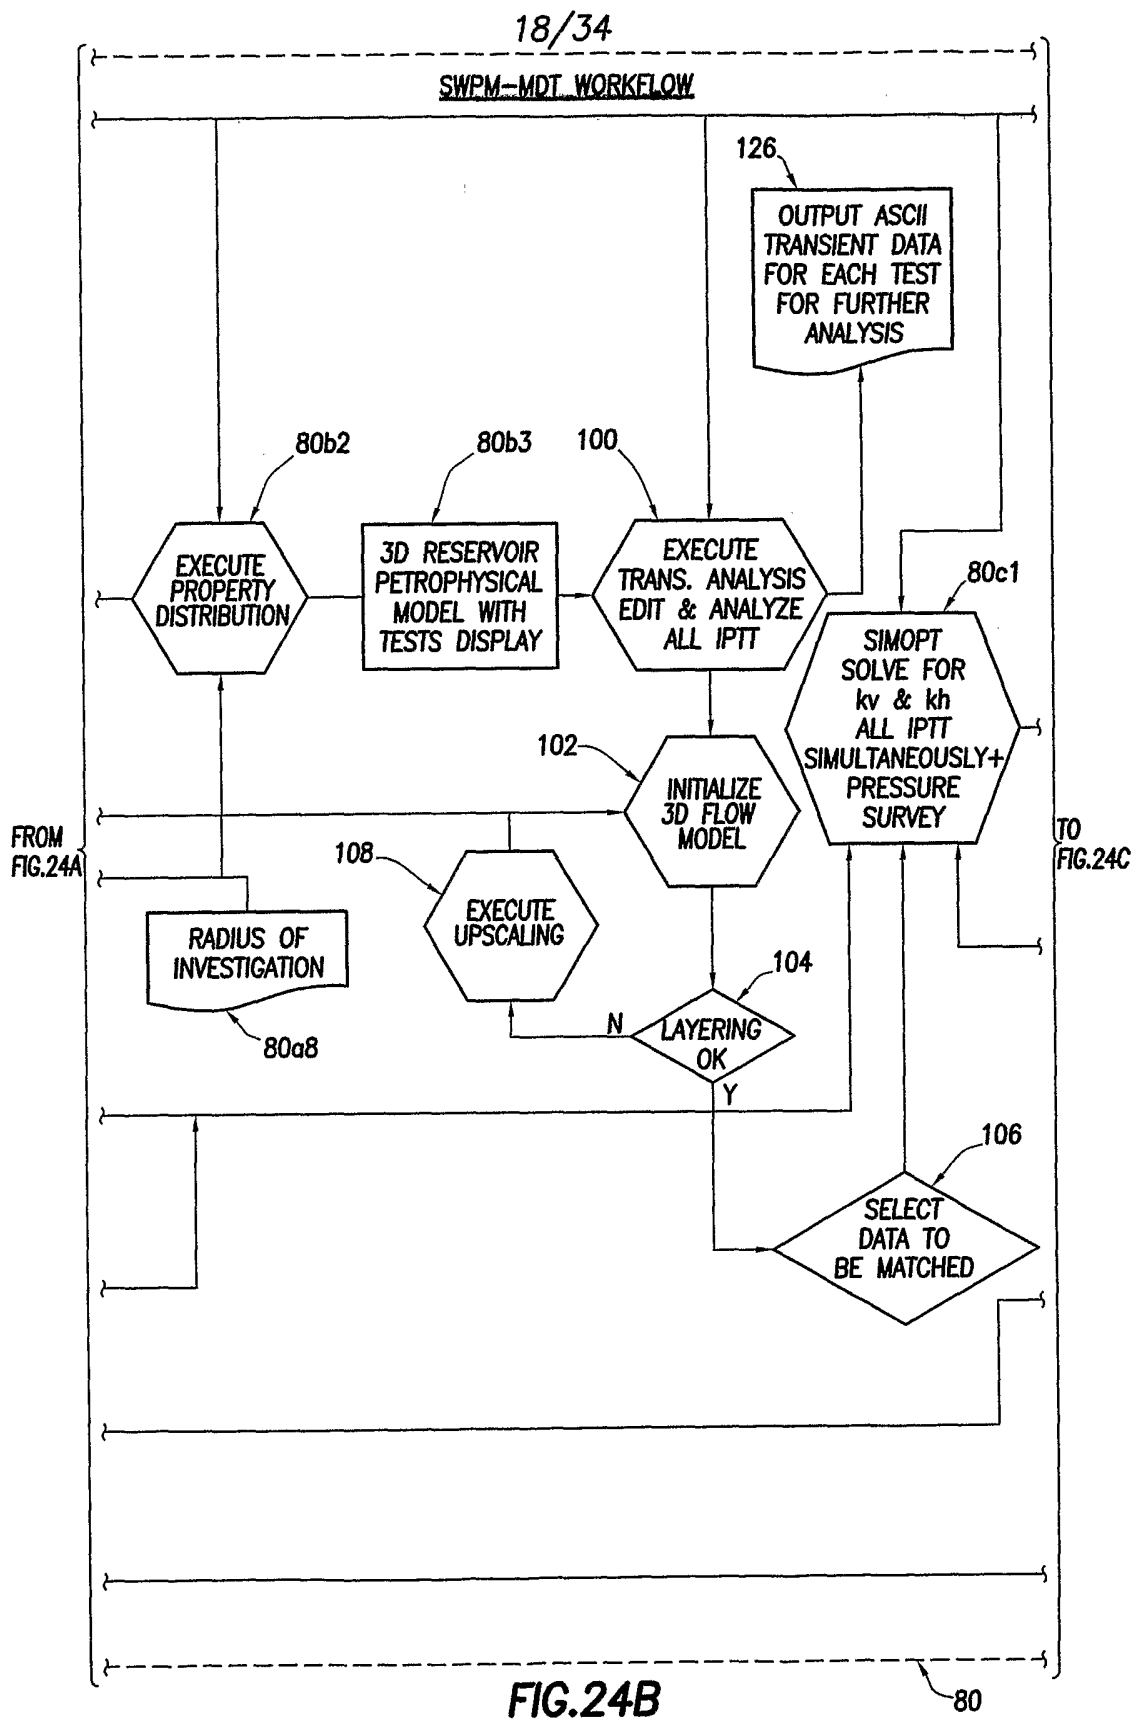 18/34
SWPM-MDT WORKFLOW
126
OUTPUT ASCII
TRANSIENT DATA
FOR EACH TEST
FOR FURTHER
ANALYSIS
80b2
80b3
100
EXECUTE
PROPERTY
DISTRIBUTION
3D RESERVOIR
PETROPHYSICAL
MODEL WITH
TESTS DISPLAY
EXECUTE
TRANS. ANALYSIS
EDIT & ANALYZE
ALL IPTT
80c1
SIMOPT
SOLVE FOR
kv & kh
ALL IPTT
SIMULTANEOUSLY+
PRESSURE
SURVEY
102
INITIALIZE
3D FLOW
MODEL
FROM
FIG.24A
TO
FIG.24C
108
EXECUTE
UPSCALING
RADIUS OF
INVESTIGATION
80a8
104
LAYERING
OK
N
Y
106
SELECT
DATA TO
BE MATCHED
80
FIG.24B